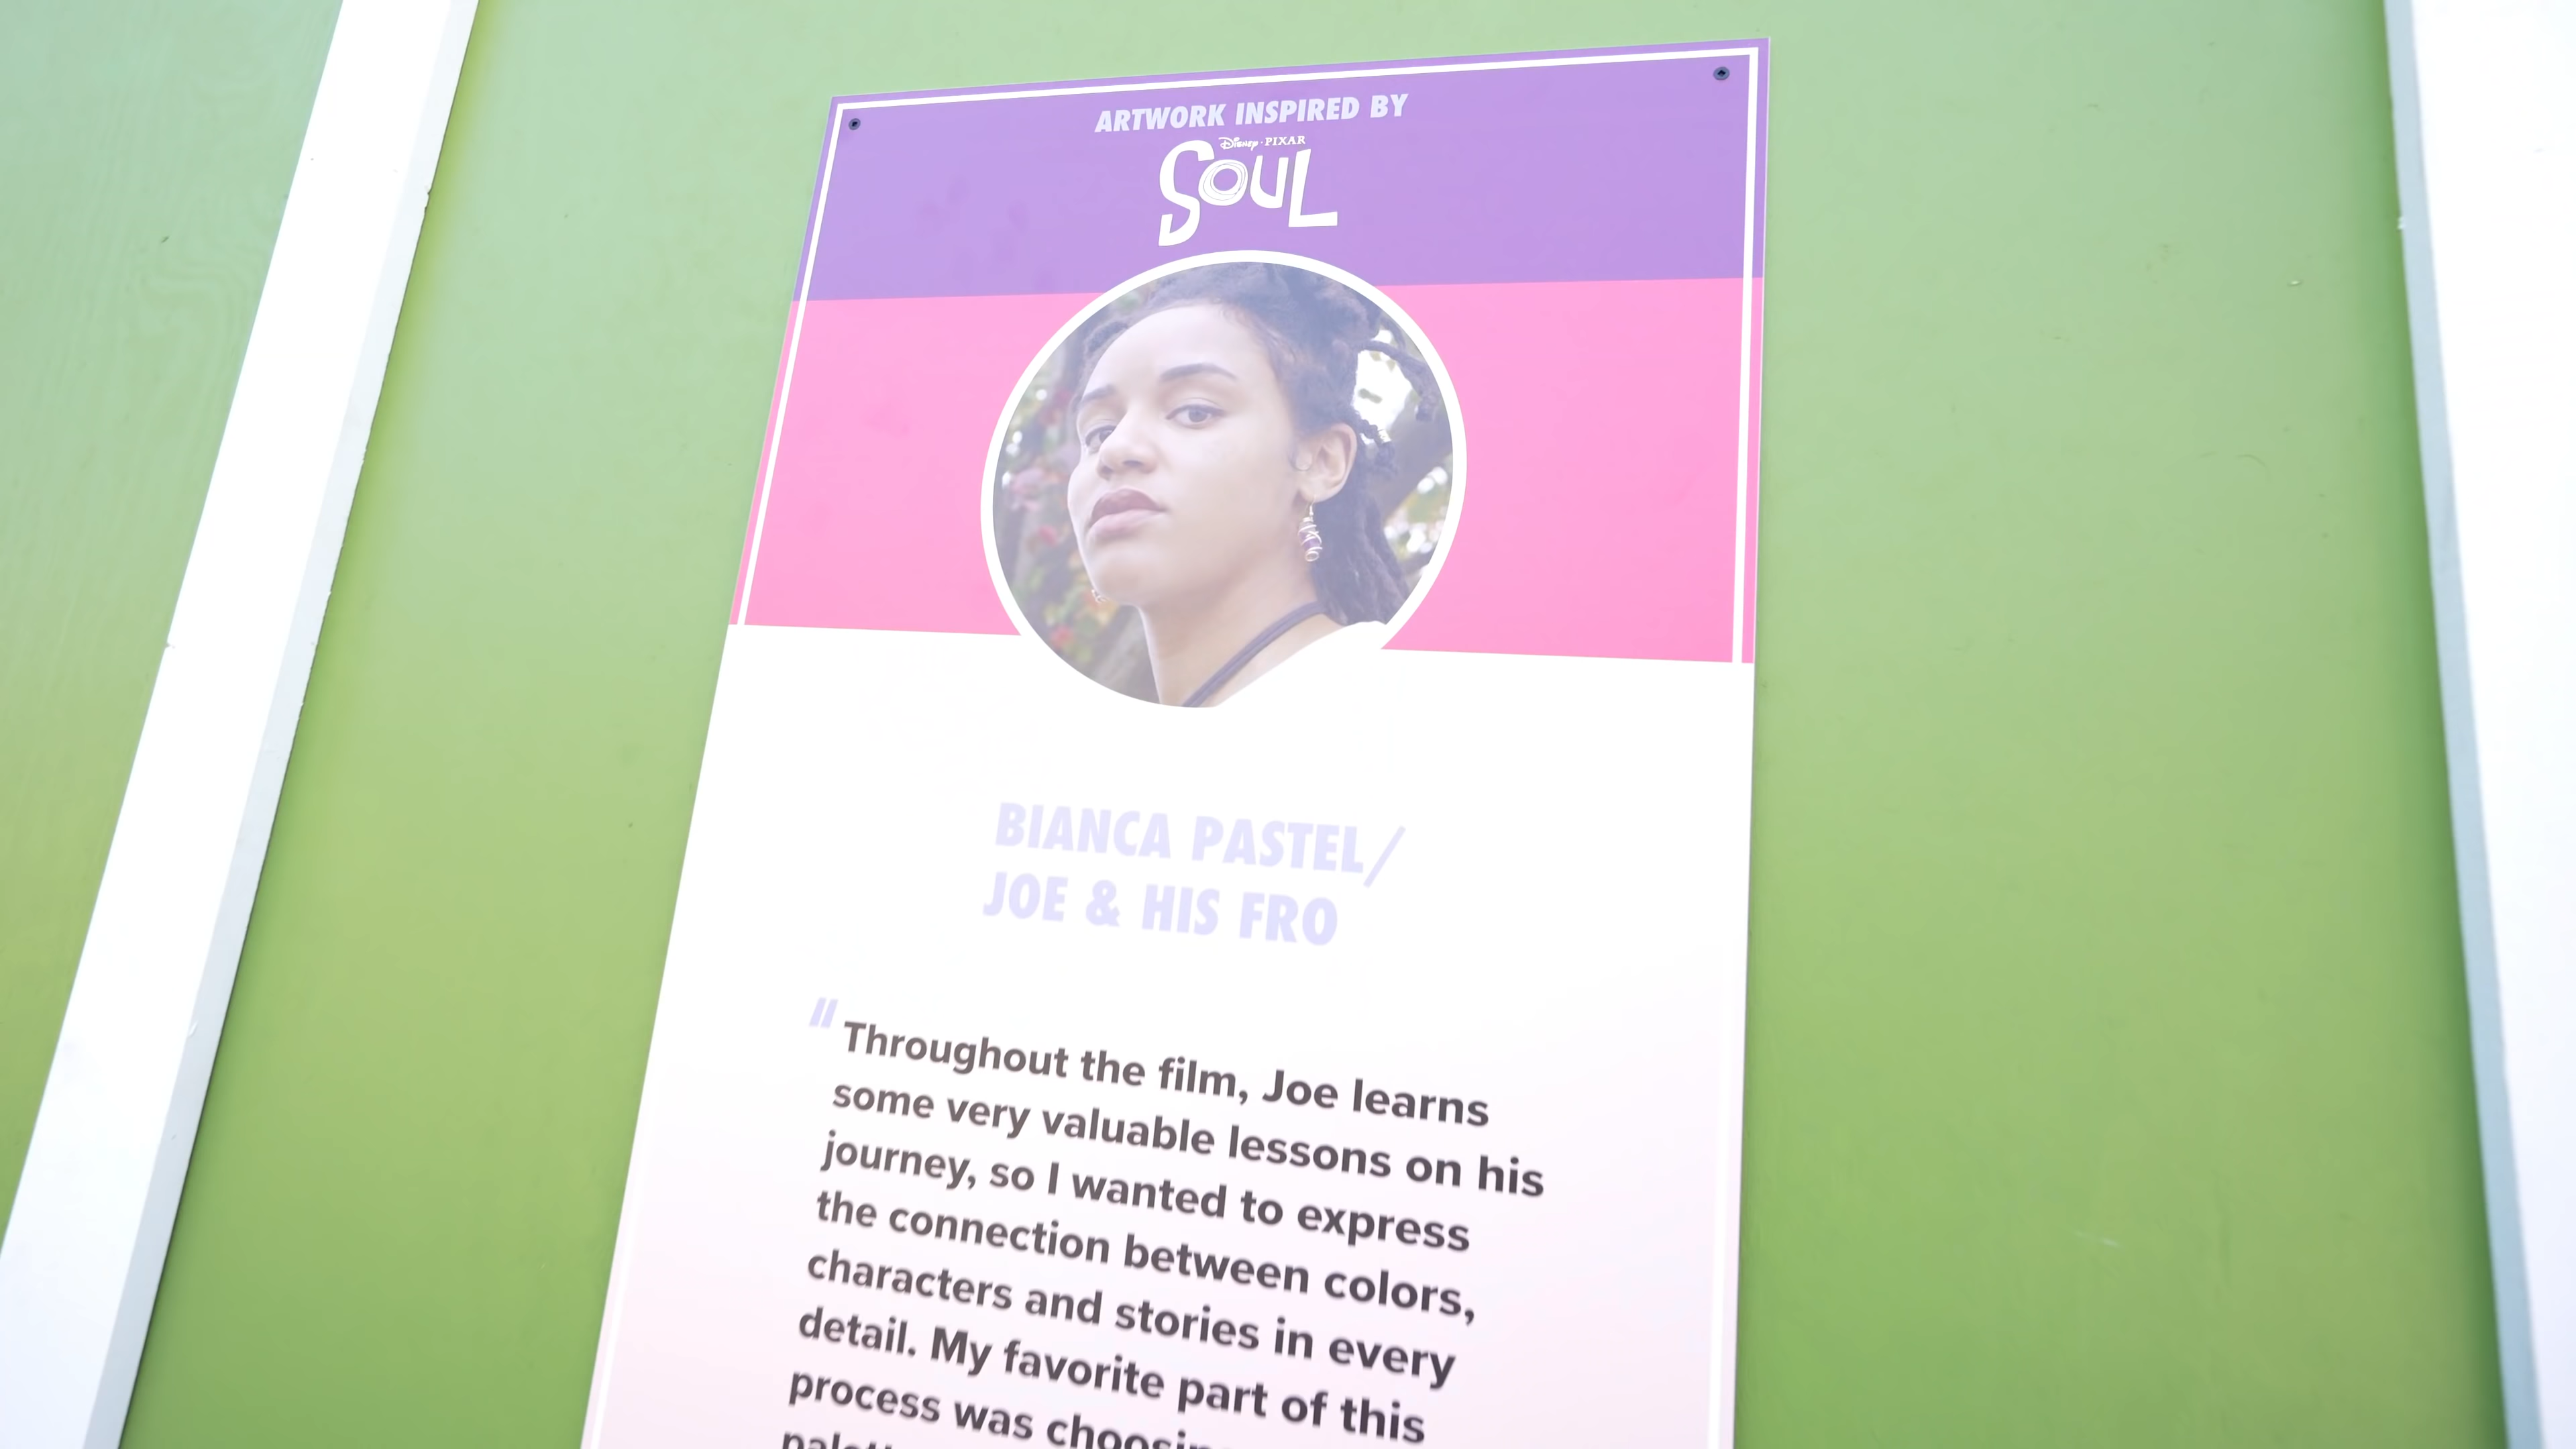 ARTWORK INSPIRED BY
Disney · PIXAR
SOUL
BIANCA PASTEL/
JOE & HIS FRO
"Throughout the film, Joe learns
some very valuable lessons on his
journey, so I wanted to express
the connection between colors,
characters and stories in every
detail. My favorite part of this
process was